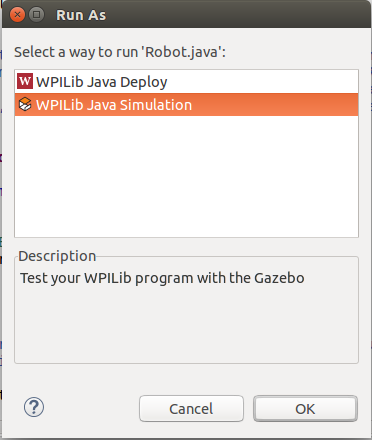 Run As
Select a way to run 'Robot.java':
W WPILib Java Deploy
WPILib Java Simulation
Description
Test your WPILib program with the Gazebo
? Cancel OK